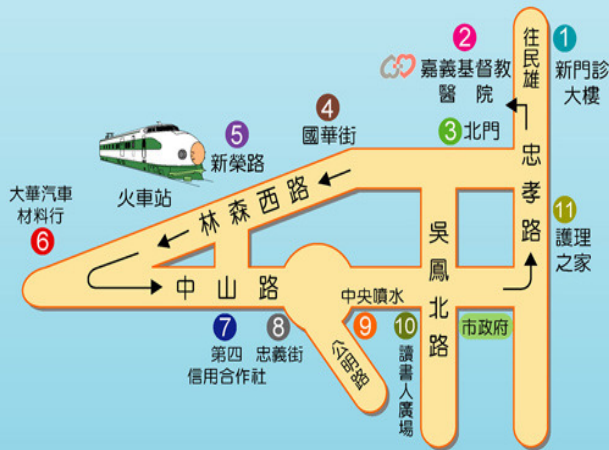 往民雄
1
新門診
大樓
2
嘉義基督教
醫院
3
北門
4
國華街
5
新榮路
火車站
大華汽車
材料行
6
林森西路
忠孝路
11
護理
之家
吳鳳北路
中山路
中央噴水
7
第四
信用合作社
8
忠義街
9
公明路
10
讀書人廣場
市政府